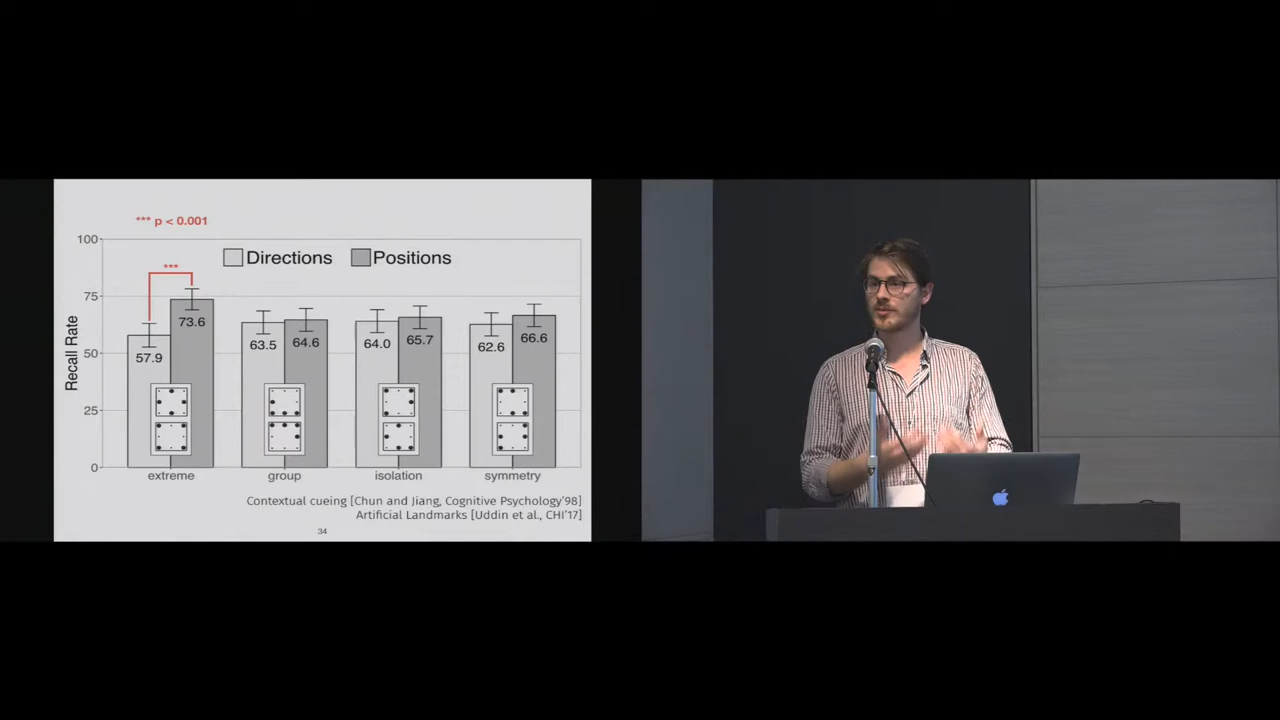 *** p < 0.001
100
Directions
Positions
***
75
73.6
57.9
63.5
64.6
64.0
65.7
62.6
66.6
Recall Rate
50
25
0
extreme
group
isolation
symmetry
Contextual cueing [Chun and Jiang, Cognitive Psychology'98]
Artificial Landmarks [Uddin et al., CHI'17]
34